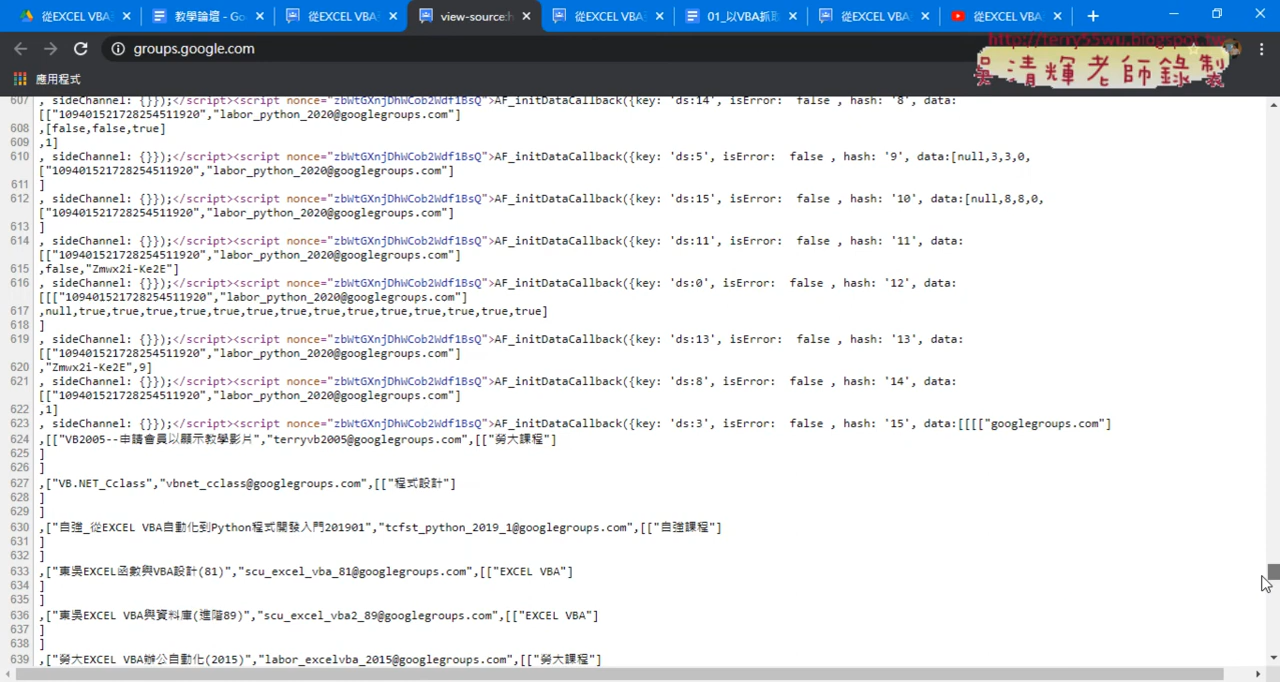 從EXCEL VBA
教學論壇 - Go
從EXCEL VBA
view-source:h
從EXCEL VBA
01_以VBA抓取
從EXCEL VBA
從EXCEL VBA
groups.google.com
http://terry55wu.blogspot.tw
吳清輝老師錄製
應用程式
607 , sideChannel: {}});</script><script nonce="zbWtGXnjDhWCob2Wdf1BsQ">AF_initDataCallback({key: 'ds:14', isError:  false , hash: '8', data:
[["109401521728254511920","labor_python_2020@googlegroups.com"]
608 ,[false,false,true]
609 ,1]
610 , sideChannel: {}});</script><script nonce="zbWtGXnjDhWCob2Wdf1BsQ">AF_initDataCallback({key: 'ds:5', isError:  false , hash: '9', data:[null,3,3,0,
["109401521728254511920","labor_python_2020@googlegroups.com"]
611 ]
612 , sideChannel: {}});</script><script nonce="zbWtGXnjDhWCob2Wdf1BsQ">AF_initDataCallback({key: 'ds:15', isError:  false , hash: '10', data:[null,8,8,0,
["109401521728254511920","labor_python_2020@googlegroups.com"]
613 ]
614 , sideChannel: {}});</script><script nonce="zbWtGXnjDhWCob2Wdf1BsQ">AF_initDataCallback({key: 'ds:11', isError:  false , hash: '11', data:
[["109401521728254511920","labor_python_2020@googlegroups.com"]
615 ,false,"Zmwx2i-Ke2E"]
616 , sideChannel: {}});</script><script nonce="zbWtGXnjDhWCob2Wdf1BsQ">AF_initDataCallback({key: 'ds:0', isError:  false , hash: '12', data:
[[["109401521728254511920","labor_python_2020@googlegroups.com"]
617 ,null,true,true,true,true,true,true,true,true,true,true,true,true,true,true]
618 ]
619 , sideChannel: {}});</script><script nonce="zbWtGXnjDhWCob2Wdf1BsQ">AF_initDataCallback({key: 'ds:13', isError:  false , hash: '13', data:
[["109401521728254511920","labor_python_2020@googlegroups.com"]
620 ,"Zmwx2i-Ke2E",9]
621 , sideChannel: {}});</script><script nonce="zbWtGXnjDhWCob2Wdf1BsQ">AF_initDataCallback({key: 'ds:8', isError:  false , hash: '14', data:
[["109401521728254511920","labor_python_2020@googlegroups.com"]
622 ,1]
623 , sideChannel: {}});</script><script nonce="zbWtGXnjDhWCob2Wdf1BsQ">AF_initDataCallback({key: 'ds:3', isError:  false , hash: '15', data:[[[["googlegroups.com"]
624 ,[["VB2005--申請會員以顯示教學影片","terryvb2005@googlegroups.com",[["勞大課程"]
625 ]
626 ]
627 ,["VB.NET_Cclass","vbnet_cclass@googlegroups.com",[["程式設計"]
628 ]
629 ]
630 ,["自強_從EXCEL VBA自動化到Python程式開發入門201901","tcfst_python_2019_1@googlegroups.com",[["自強課程"]
631 ]
632 ]
633 ,["東吳EXCEL函數與VBA設計(81)","scu_excel_vba_81@googlegroups.com",[["EXCEL VBA"]
634 ]
635 ]
636 ,["東吳EXCEL VBA與資料庫(進階89)","scu_excel_vba2_89@googlegroups.com",[["EXCEL VBA"]
637 ]
638 ]
639 ,["勞大EXCEL VBA辦公自動化(2015)","labor_excelvba_2015@googlegroups.com",[["勞大課程"]